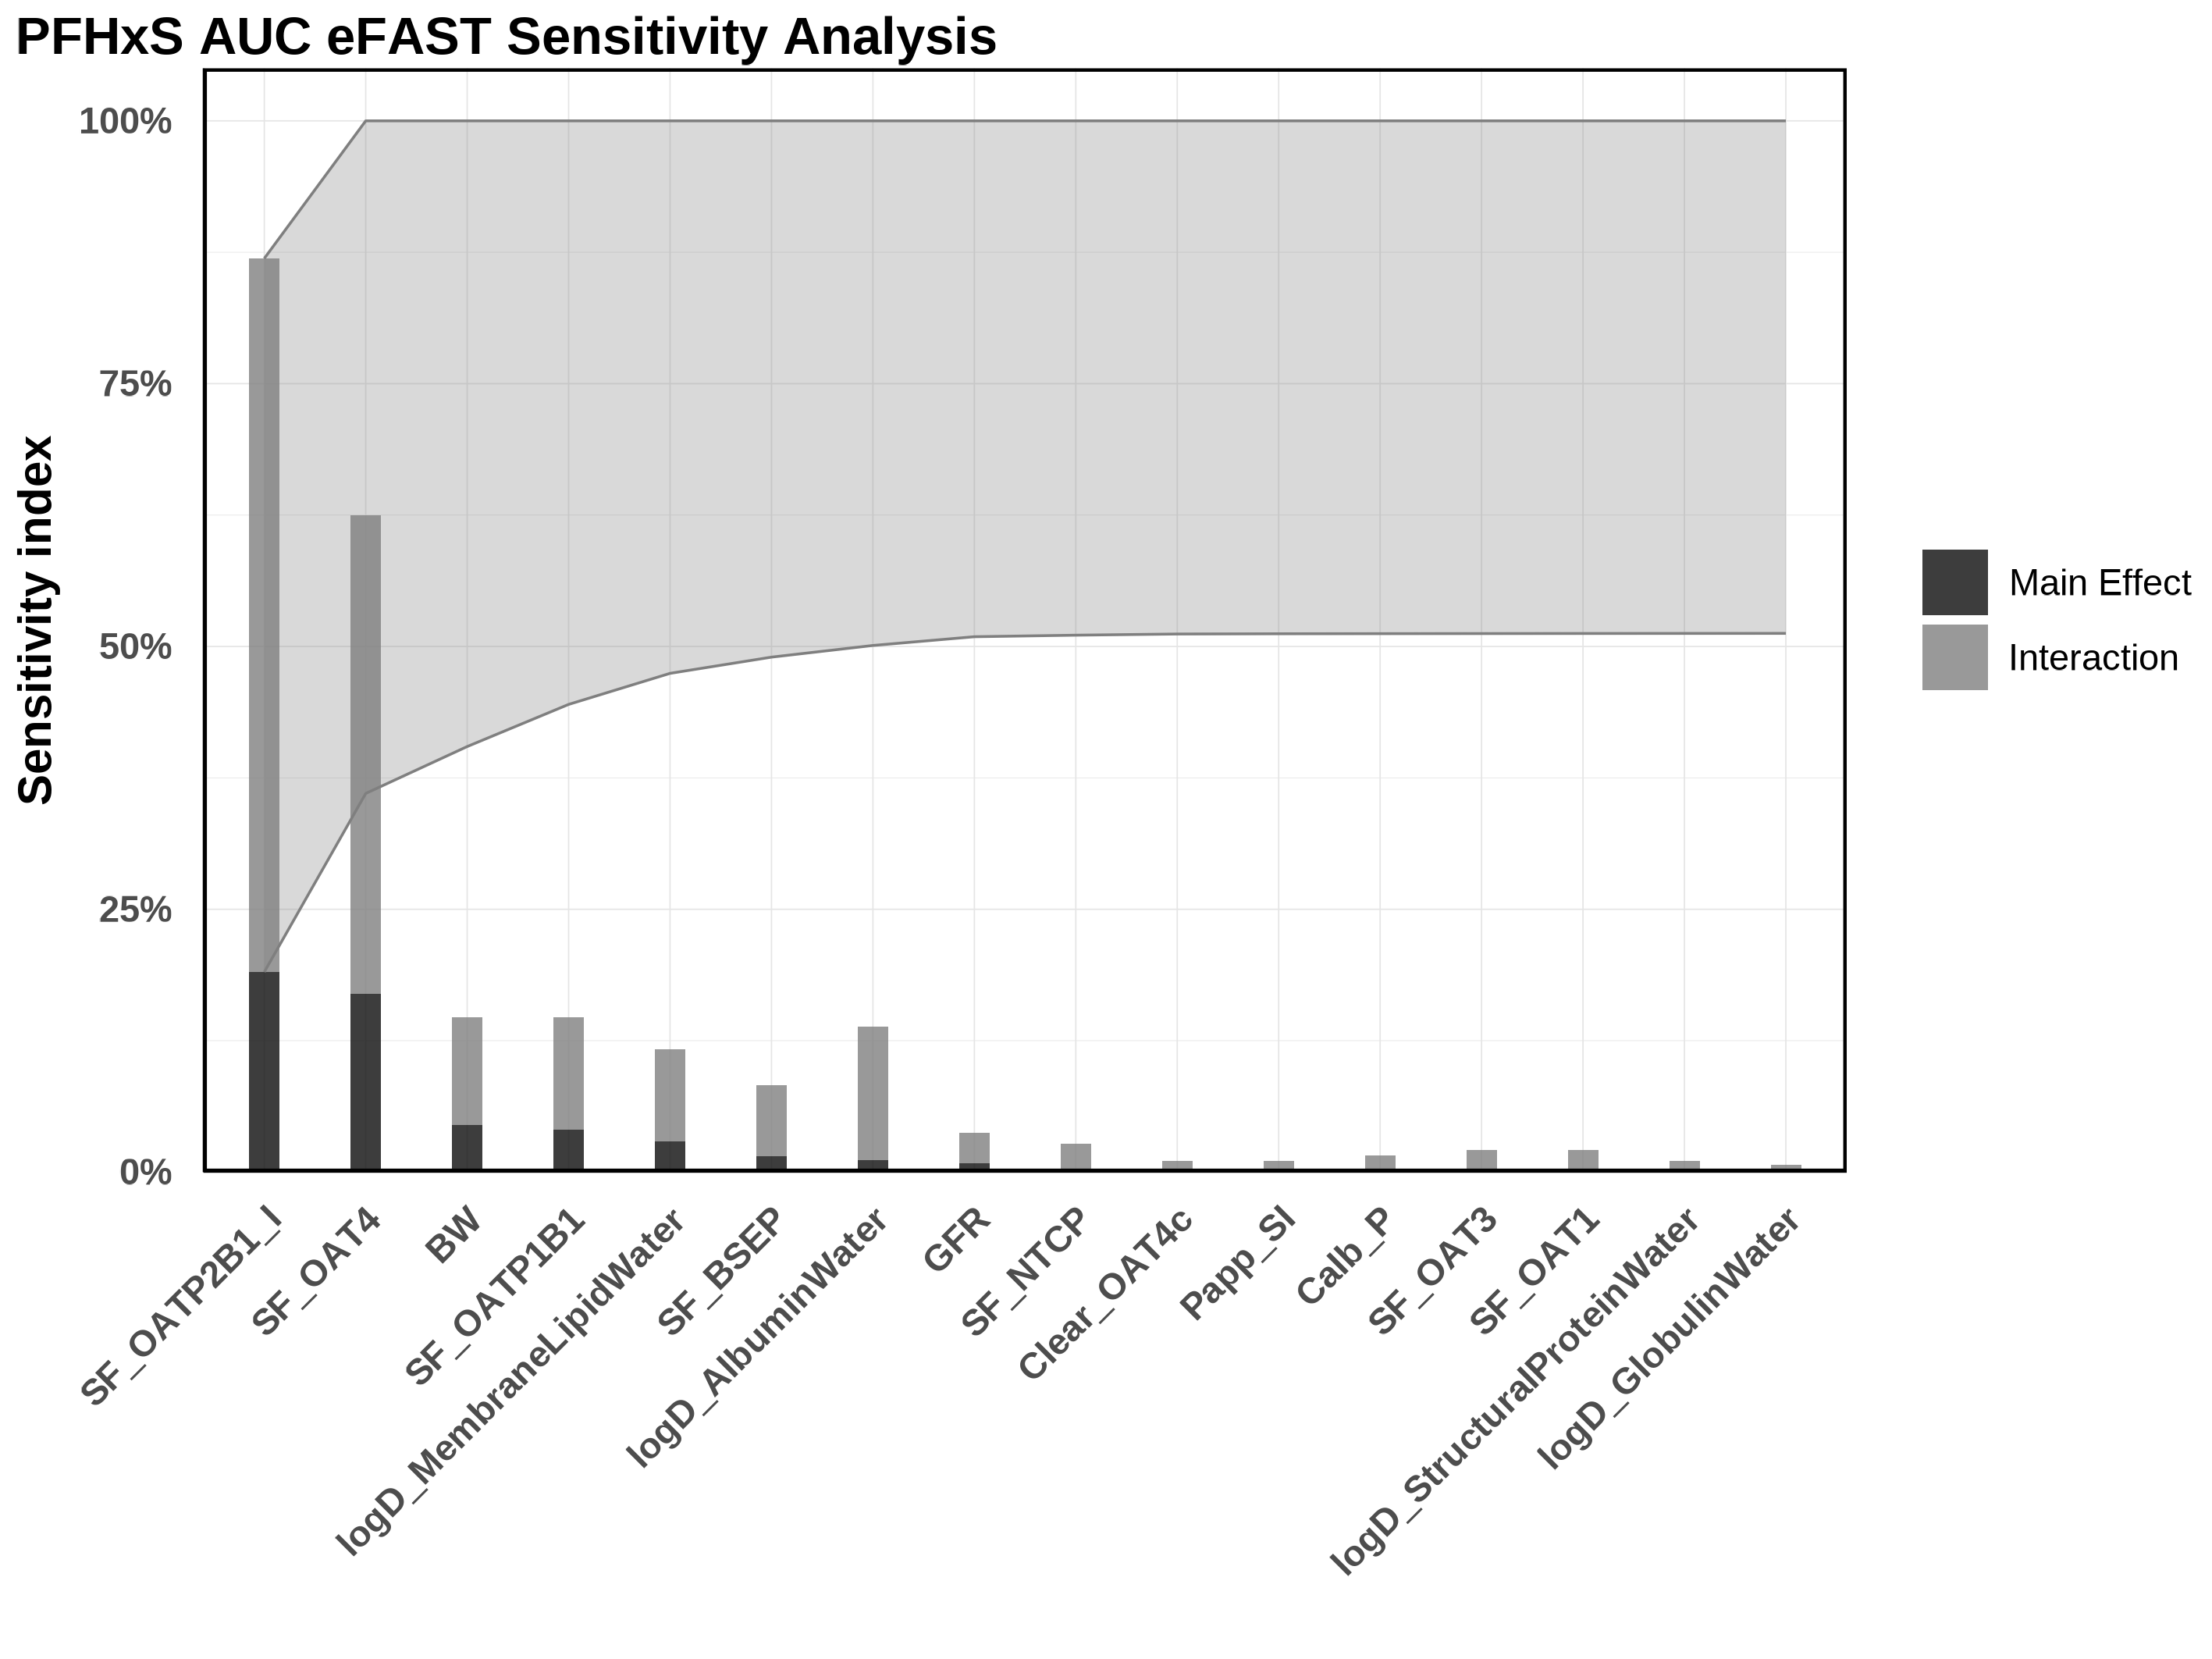 PFHxS AUC eFAST Sensitivity Analysis
Sensitivity index
100%
75%
50%
25%
0%
SF_OATP2B1_I
SF_OAT4
BW
SF_OATP1B1
logD_MembraneLipidWater
SF_BSEP
logD_AlbuminWater
GFR
SF_NTCP
Clear_OAT4c
Papp_SI
Calb_P
SF_OAT3
SF_OAT1
logD_StructuralProteinWater
logD_GlobulinWater
Main Effect
Interaction